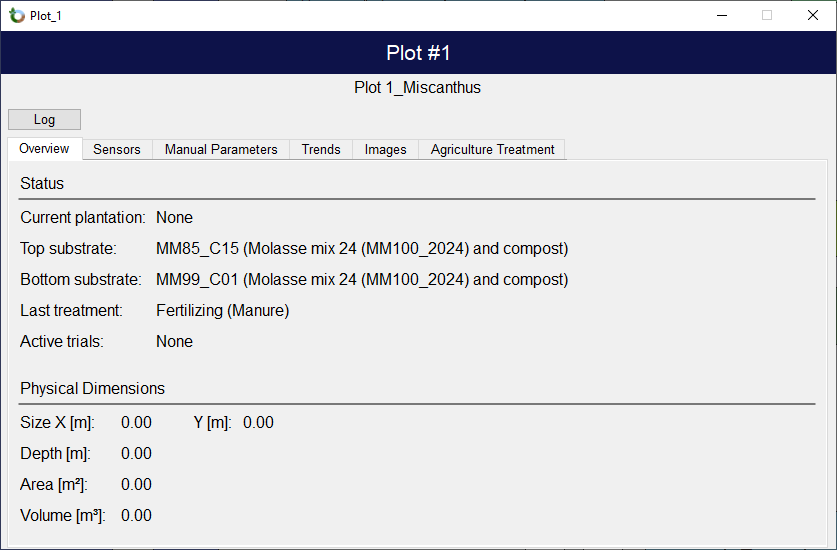 Plot_1
Plot #1
Plot 1_Miscanthus
Log
Overview Sensors Manual Parameters Trends Images Agriculture Treatment
Status
Current plantation: None
Top substrate: MM85_C15 (Molasse mix 24 (MM100_2024) and compost)
Bottom substrate: MM99_C01 (Molasse mix 24 (MM100_2024) and compost)
Last treatment: Fertilizing (Manure)
Active trials: None
Physical Dimensions
Size X [m]: 0.00 Y [m]: 0.00
Depth [m]: 0.00
Area [m²]: 0.00
Volume [m³]: 0.00